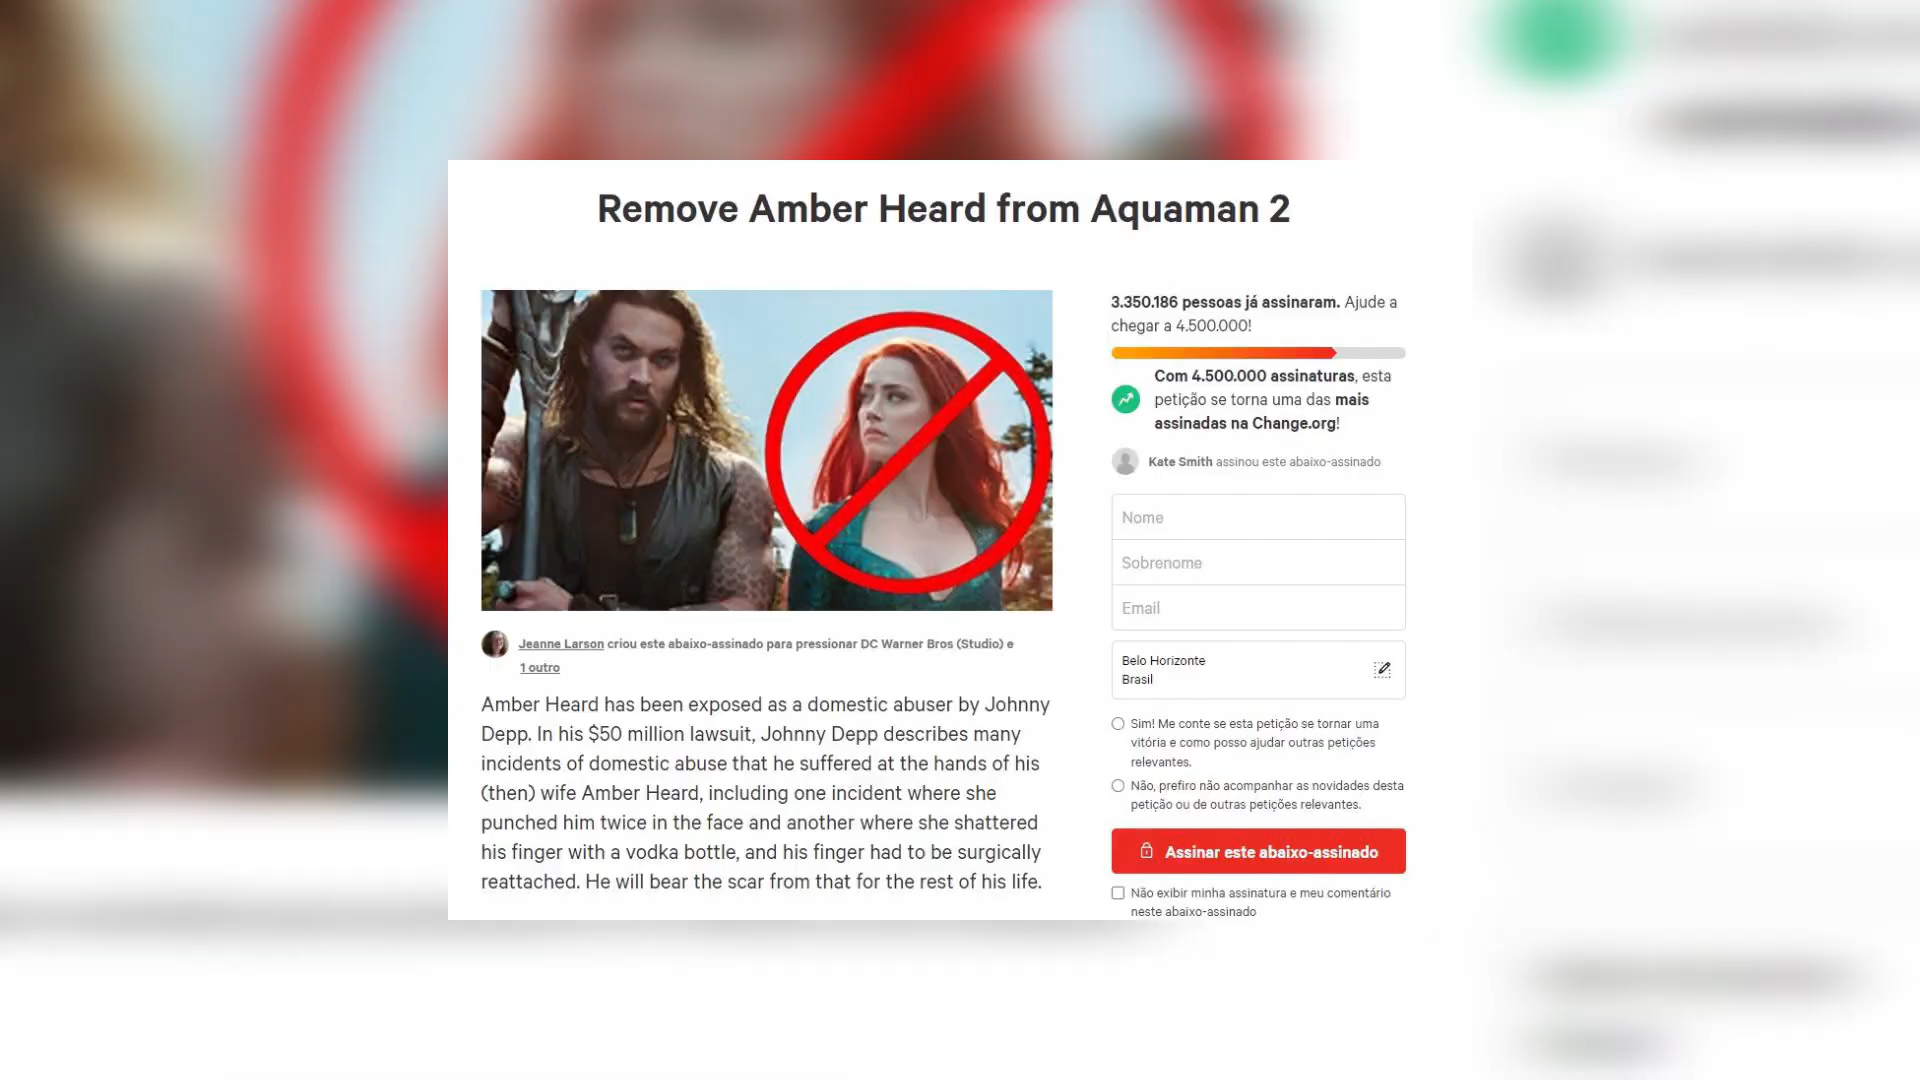 Remove Amber Heard from Aquaman 2
3.350.186 pessoas já assinaram. Ajude a
chegar a 4.500.000!
Com 4.500.000 assinaturas, esta
petição se torna uma das mais
assinadas na Change.org!
Kate Smith assinou este abaixo-assinado
Nome
Sobrenome
Email
Belo Horizonte
Brasil
Sim! Me conte se esta petição se tornar uma
vitória e como posso ajudar outras petições
relevantes.
Não, prefiro não acompanhar as novidades desta
petição ou de outras petições relevantes.
Assinar este abaixo-assinado
Não exibir minha assinatura e meu comentário
neste abaixo-assinado
Jeanne Larson criou este abaixo-assinado para pressionar DC Warner Bros (Studio) e
1 outro
Amber Heard has been exposed as a domestic abuser by Johnny
Depp. In his $50 million lawsuit, Johnny Depp describes many
incidents of domestic abuse that he suffered at the hands of his
(then) wife Amber Heard, including one incident where she
punched him twice in the face and another where she shattered
his finger with a vodka bottle, and his finger had to be surgically
reattached. He will bear the scar from that for the rest of his life.